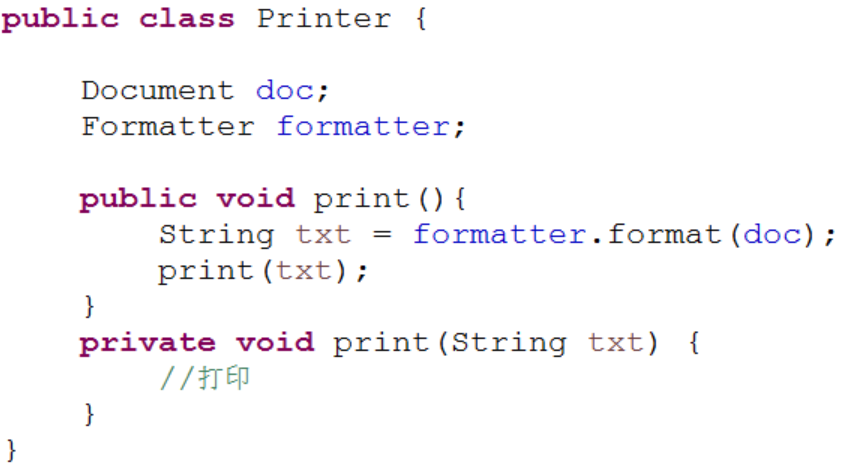 public class Printer {
Document doc;
Formatter formatter;
public void print(){
String txt = formatter.format(doc);
print(txt);
}
private void print(String txt) {
//打印
}
}